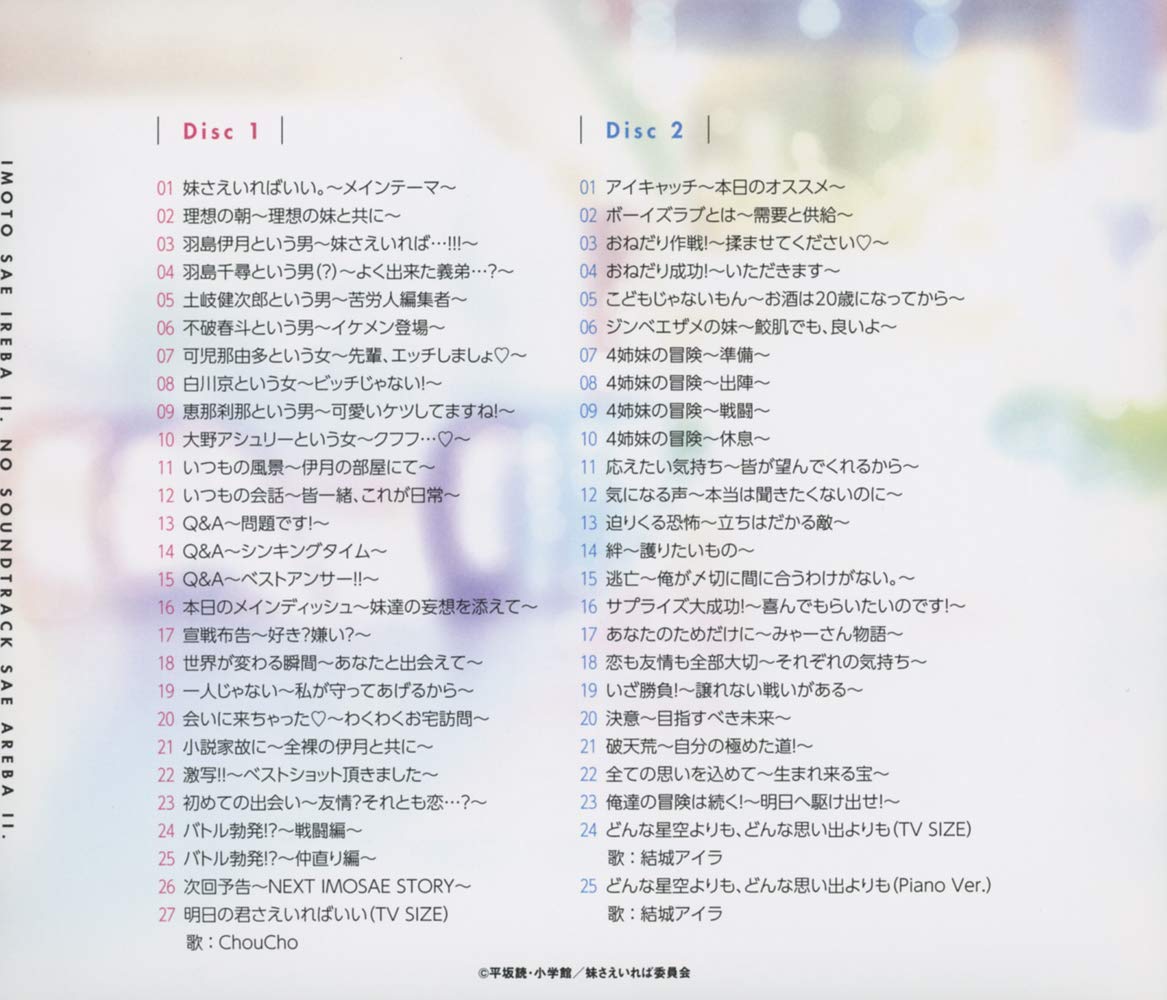 IMOTO SAE IREBA II. NO SOUNDTRACK SAE AREBA II.
Disc 1
01 妹さえいればいい。〜メインテーマ〜
02 理想の朝〜理想の妹と共に〜
03 羽島伊月という男〜妹さえいれば…!!!〜
04 羽島千尋という男(?)〜よく出来た義弟…?〜
05 土岐健次郎という男〜苦労人編集者〜
06 不破春斗という男〜イケメン登場〜
07 可児那由多という女〜先輩、エッチしましょ♡〜
08 白川京という女〜ビッチじゃない!〜
09 恵那刹那という男〜可愛いケツしてますね!〜
10 大野アシュリーという女〜クフフ…♡〜
11 いつもの風景〜伊月の部屋にて〜
12 いつもの会話〜皆一緒、これが日常〜
13 Q&A〜問題です!〜
14 Q&A〜シンキングタイム〜
15 Q&A〜ベストアンサー!!〜
16 本日のメインディッシュ〜妹達の妄想を添えて〜
17 宣戦布告〜好き?嫌い?〜
18 世界が変わる瞬間〜あなたと出会えて〜
19 一人じゃない〜私が守ってあげるから〜
20 会いに来ちゃった♡〜わくわくお宅訪問〜
21 小説家故に〜全裸の伊月と共に〜
22 激写!!〜ベストショット頂きました〜
23 初めての出会い〜友情?それとも恋…?〜
24 バトル勃発!?〜戦闘編〜
25 バトル勃発!?〜仲直り編〜
26 次回予告〜NEXT IMOSAE STORY〜
27 明日の君さえいればいい(TV SIZE)
歌：ChouCho
Disc 2
01 アイキャッチ〜本日のオススメ〜
02 ボーイズラブとは〜需要と供給〜
03 おねだり作戦!〜揉ませてください♡〜
04 おねだり成功!〜いただきます〜
05 こどもじゃないもん〜お酒は20歳になってから〜
06 ジンベエザメの妹〜鮫肌でも、良いよ〜
07 4姉妹の冒険〜準備〜
08 4姉妹の冒険〜出陣〜
09 4姉妹の冒険〜戦闘〜
10 4姉妹の冒険〜休息〜
11 応えたい気持ち〜皆が望んでくれるから〜
12 気になる声〜本当は聞きたくないのに〜
13 迫りくる恐怖〜立ちはだかる敵〜
14 絆〜護りたいもの〜
15 逃亡〜俺が〆切に間に合うわけがない。〜
16 サプライズ大成功!〜喜んでもらいたいのです!〜
17 あなたのためだけに〜みゃーさん物語〜
18 恋も友情も全部大切〜それぞれの気持ち〜
19 いざ勝負!〜譲れない戦いがある〜
20 決意〜目指すべき未来〜
21 破天荒〜自分の極めた道!〜
22 全ての思いを込めて〜生まれ来る宝〜
23 俺達の冒険は続く!〜明日へ駆け出せ!〜
24 どんな星空よりも、どんな思い出よりも(TV SIZE)
歌：結城アイラ
25 どんな星空よりも、どんな思い出よりも(Piano Ver.)
歌：結城アイラ
©平坂読・小学館／妹さえいれば委員会